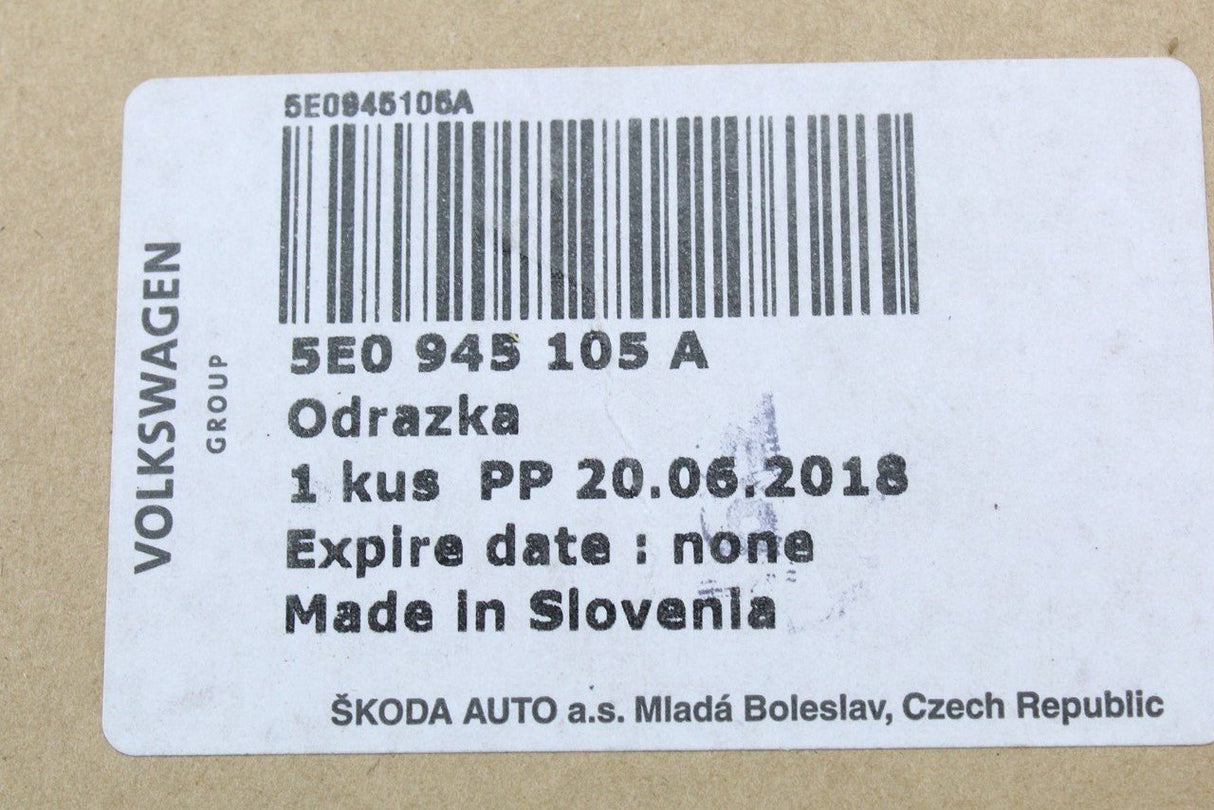 VOLKSWAGEN
GROUP
5E0945105A
5E0 945 105 A
Odrazka
1 kus PP 20.06.2018
Expire date : none
Made in Slovenia
ŠKODA AUTO a.s. Mladá Boleslav, Czech Republic